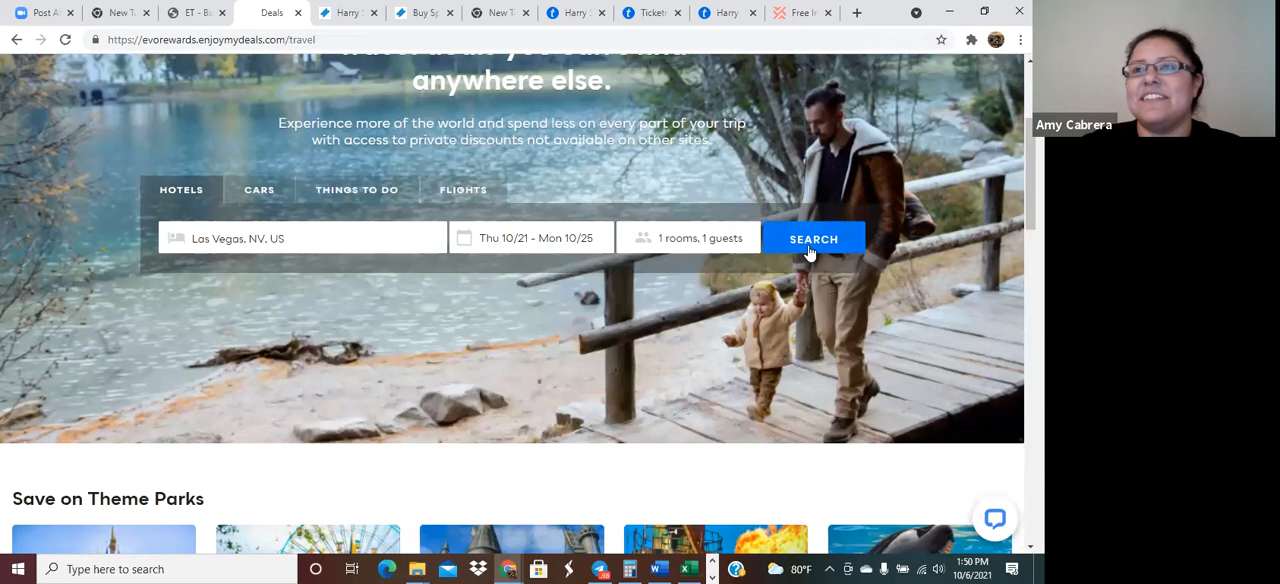 Post A
New T
ET - Ba
Deals
Harry
Buy Sp
New T
Harry
Ticket
Harry
Free In
https://evorewards.enjoymydeals.com/travel
anywhere else.
Experience more of the world and spend less on every part of your trip
with access to private discounts not available on other sites.
HOTELS
CARS
THINGS TO DO
FLIGHTS
Las Vegas, NV, US
Thu 10/21 - Mon 10/25
1 rooms, 1 guests
SEARCH
Save on Theme Parks
Amy Cabrera
Type here to search
80°F
1:50 PM
10/6/2021